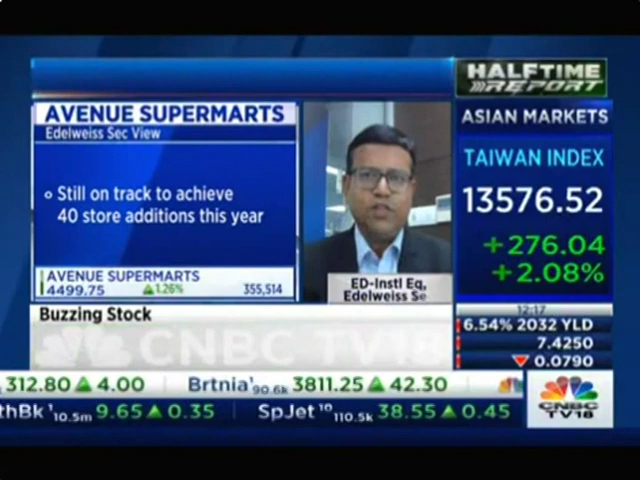 HALFTIME
REPORT
AVENUE SUPERMARTS
Edelweiss Sec View
Still on track to achieve
40 store additions this year
AVENUE SUPERMARTS
4499.75 ▲1.26% 355,514
ED-Instl Eq,
Edelweiss Se
ASIAN MARKETS
TAIWAN INDEX
13576.52
+276.04
+2.08%
12:17
6.54% 2032 YLD
7.4250
▼ 0.0790
Buzzing Stock
CNBC TV18
312.80 ▲ 4.00 Brtnia 90.6k 3811.25 ▲ 42.30
thBk 10.5m 9.65 ▲ 0.35 SpJet 110.5k 38.55 ▲ 0.45
CNBC
TV18